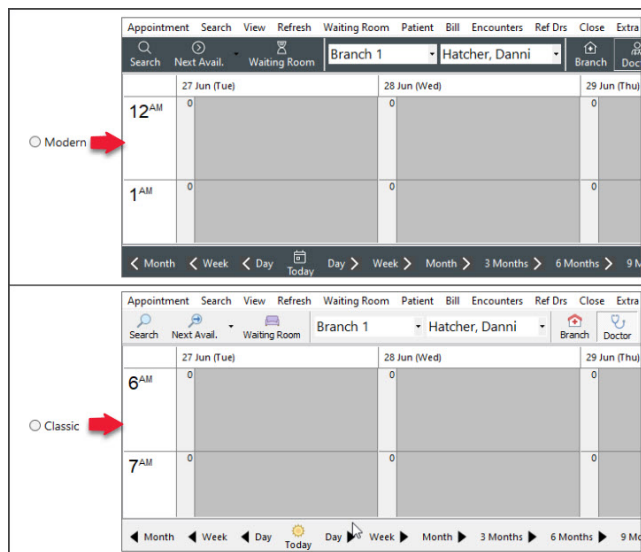 Appointment Search View Refresh Waiting Room Patient Bill Encounters Ref Drs Close Extra
Search Next Avail. Waiting Room Branch 1 Hatcher, Danni Branch
27 Jun (Tue) 28 Jun (Wed) 29 Jun (Thu)
12AM 0 0 0
Modern
1AM 0 0 0
Month Week Day Today Day Week Month 3 Months 6 Months 9 M
Appointment Search View Refresh Waiting Room Patient Bill Encounters Ref Drs Close Extra
Search Next Avail. Waiting Room Branch 1 Hatcher, Danni Branch Doctor
27 Jun (Tue) 28 Jun (Wed) 29 Jun (Thu)
6AM 0 0 0
Classic
7AM 0 0 0
Month Week Day Today Day Week Month 3 Months 6 Months 9 M